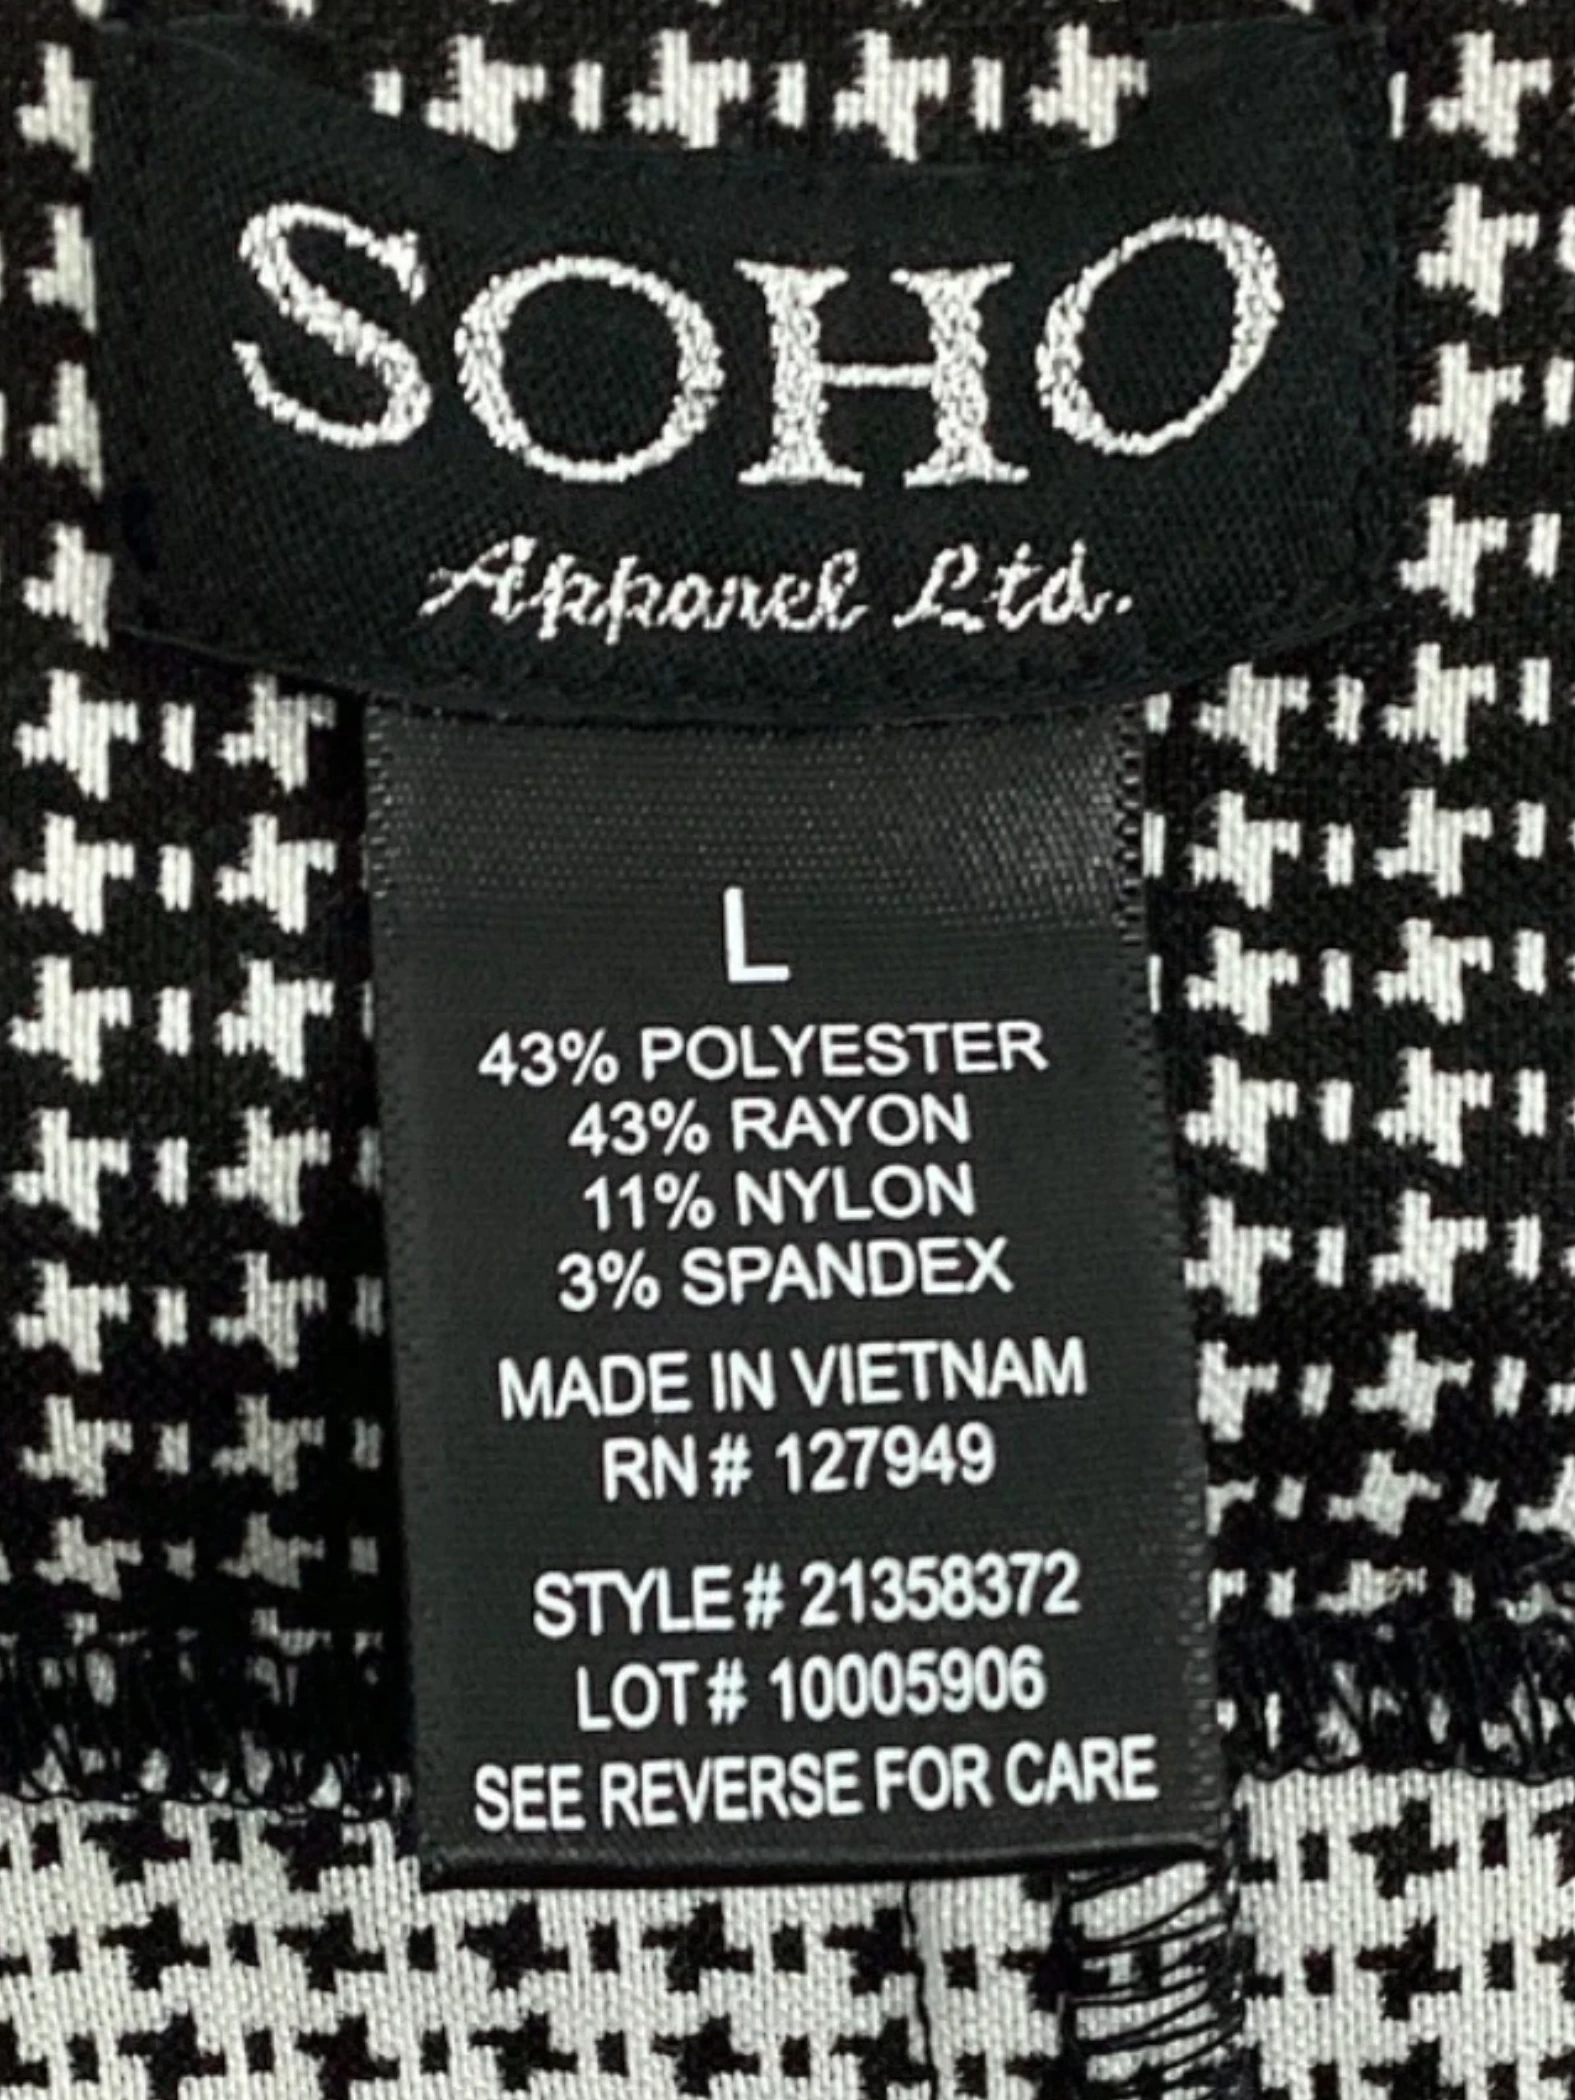 SOHO
Apparel Ltd.
L
43% POLYESTER
43% RAYON
11% NYLON
3% SPANDEX
MADE IN VIETNAM
RN# 127949
STYLE# 21358372
LOT# 10005906
SEE REVERSE FOR CARE